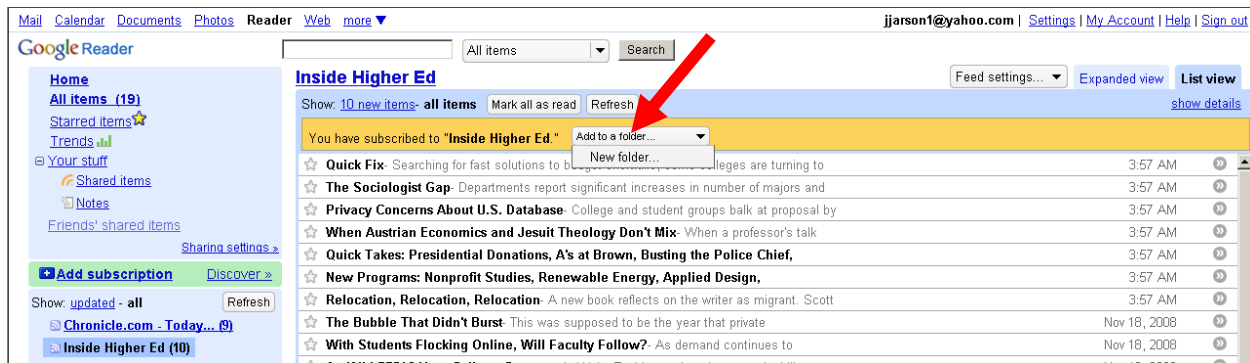 Mail Calendar Documents Photos Reader Web more ▼
jjarson1@yahoo.com | Settings | My Account | Help | Sign out
Google Reader
All items
Search
Home
All items (19)
Starred items
Trends
Your stuff
Shared items
Notes
Friends' shared items
Sharing settings »
Add subscription Discover »
Show: updated - all Refresh
Chronicle.com - Today... (9)
Inside Higher Ed (10)
Inside Higher Ed
Feed settings... ▼ Expanded view List view
Show: 10 new items- all items Mark all as read Refresh show details
You have subscribed to "Inside Higher Ed." Add to a folder... ▼
New folder...
Quick Fix- Searching for fast solutions to colleges are turning to 3:57 AM
The Sociologist Gap- Departments report significant increases in number of majors and 3:57 AM
Privacy Concerns About U.S. Database- College and student groups balk at proposal by 3:57 AM
When Austrian Economics and Jesuit Theology Don't Mix- When a professor's talk 3:57 AM
Quick Takes: Presidential Donations, A's at Brown, Busting the Police Chief, 3:57 AM
New Programs: Nonprofit Studies, Renewable Energy, Applied Design, 3:57 AM
Relocation, Relocation, Relocation- A new book reflects on the writer as migrant. Scott 3:57 AM
The Bubble That Didn't Burst- This was supposed to be the year that private Nov 18, 2008
With Students Flocking Online, Will Faculty Follow?- As demand continues to Nov 18, 2008